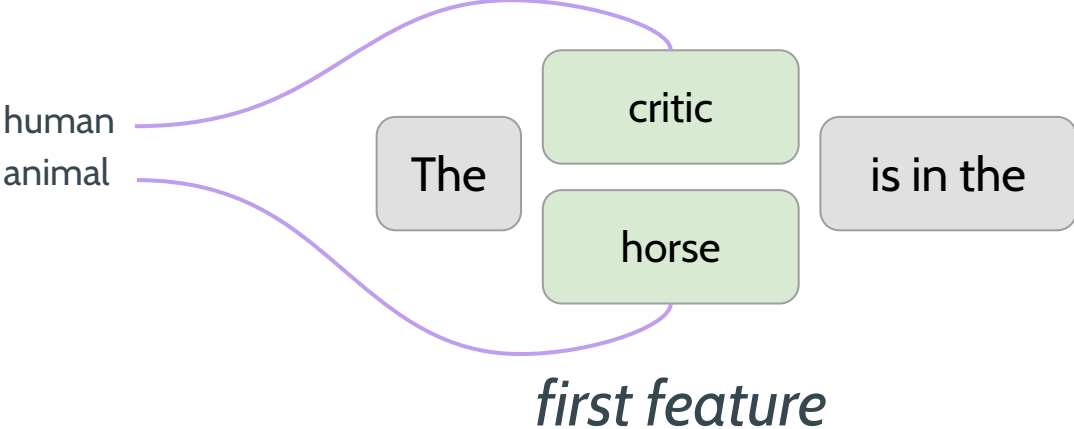 human
animal
The
critic
horse
is in the
first feature